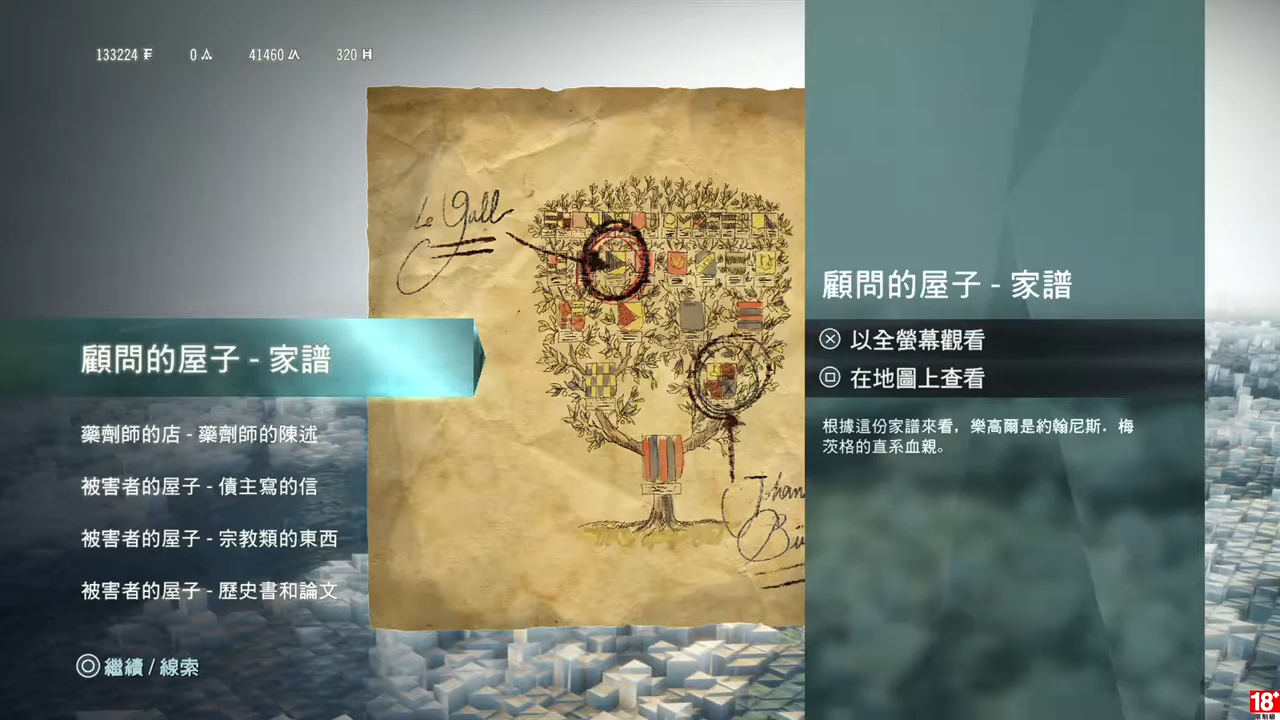 133224 0 41460 320
Le Gall
顧問的屋子 - 家譜
藥劑師的店 - 藥劑師的陳述
被害者的屋子 - 債主寫的信
被害者的屋子 - 宗教類的東西
被害者的屋子 - 歷史書和論文
繼續 / 線索
顧問的屋子 - 家譜
以全螢幕觀看
在地圖上查看
根據這份家譜來看，樂高爾是約翰尼斯．梅
茨格的直系血親。
18+
限制級